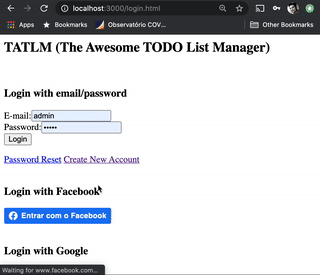 localhost:3000/login.html
Apps
Music
Observatório COV...
Other Bookmarks
TATLM (The Awesome TODO List Manager)
Login with email/password
E-mail: admin
Password: •••••
Login
Password Reset Create New Account
Login with Facebook
Entrar com o Facebook
Login with Google
Waiting for www.facebook.com...